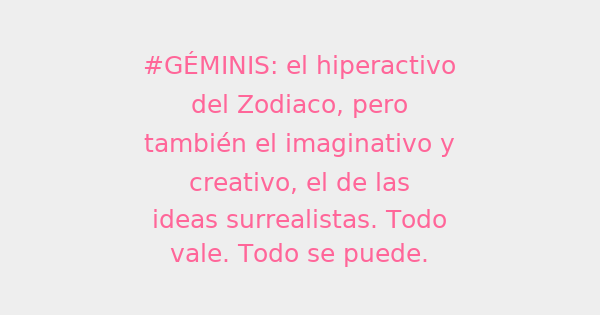 #GÉMINIS: el hiperactivo
del Zodiaco, pero
también el imaginativo y
creativo, el de las
ideas surrealistas. Todo
vale. Todo se puede.